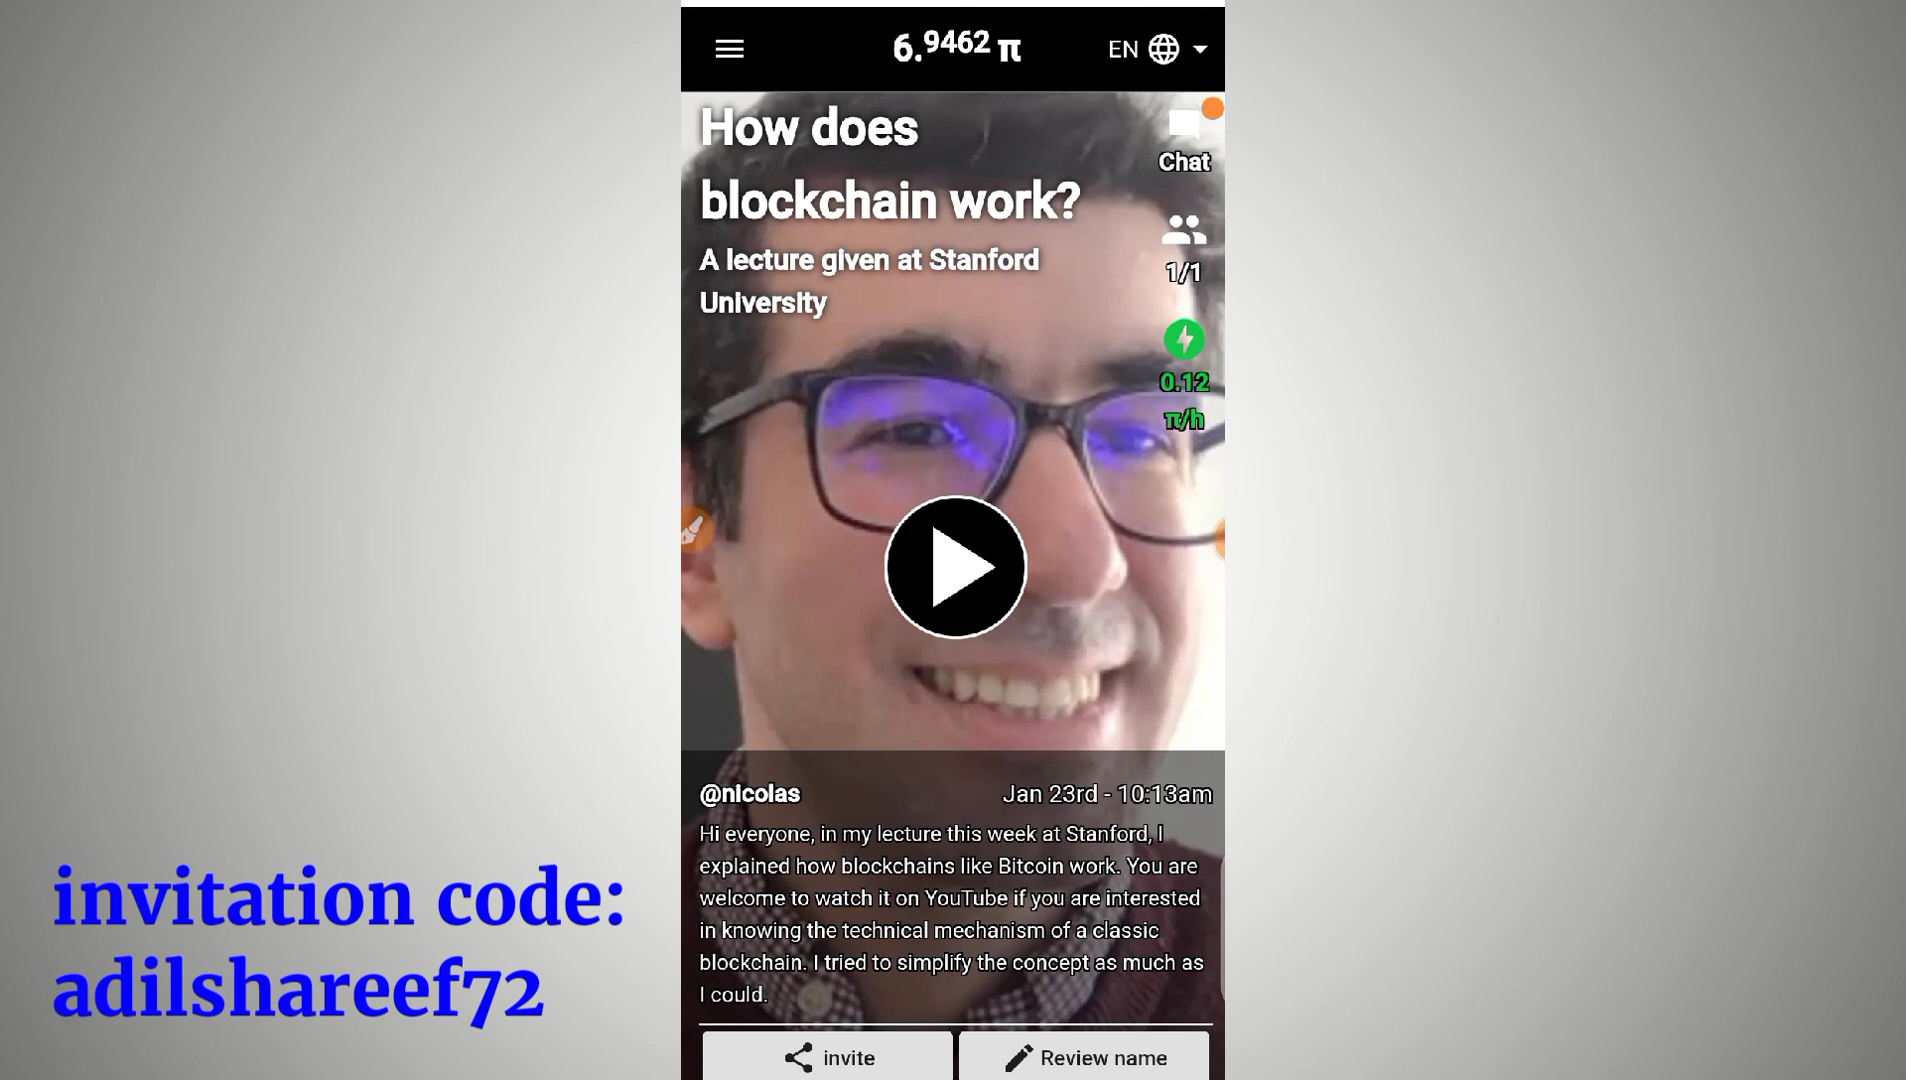 6.9462 π
EN
How does
blockchain work?
A lecture given at Stanford
University
Chat
1/1
0.12
π/h
@nicolas
Jan 23rd - 10:13am
Hi everyone, in my lecture this week at Stanford, I
explained how blockchains like Bitcoin work. You are
welcome to watch it on YouTube if you are interested
in knowing the technical mechanism of a classic
blockchain. I tried to simplify the concept as much as
I could.
invite
Review name
invitation code:
adilshareef72